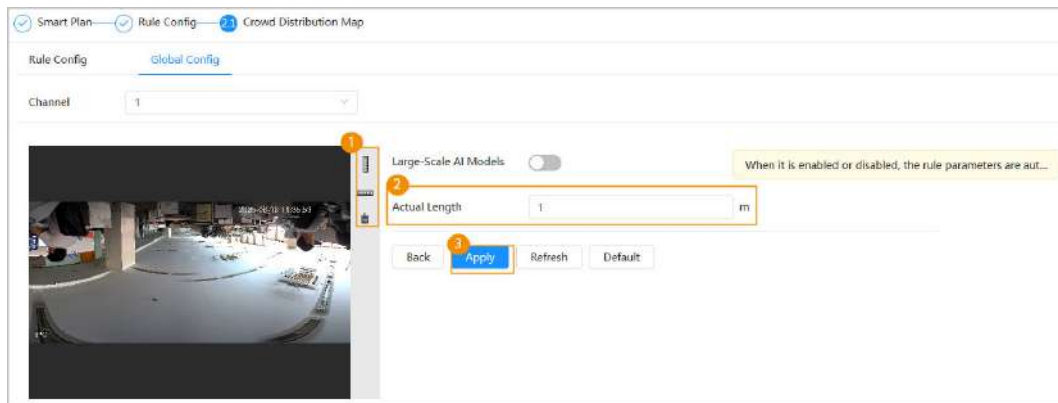 Smart Plan Rule Config 2.1 Crowd Distribution Map
Rule Config Global Config
Channel 1
1
Large-Scale AI Models When it is enabled or disabled, the rule parameters are aut...
2
Actual Length 1 m
3
Back Apply Refresh Default